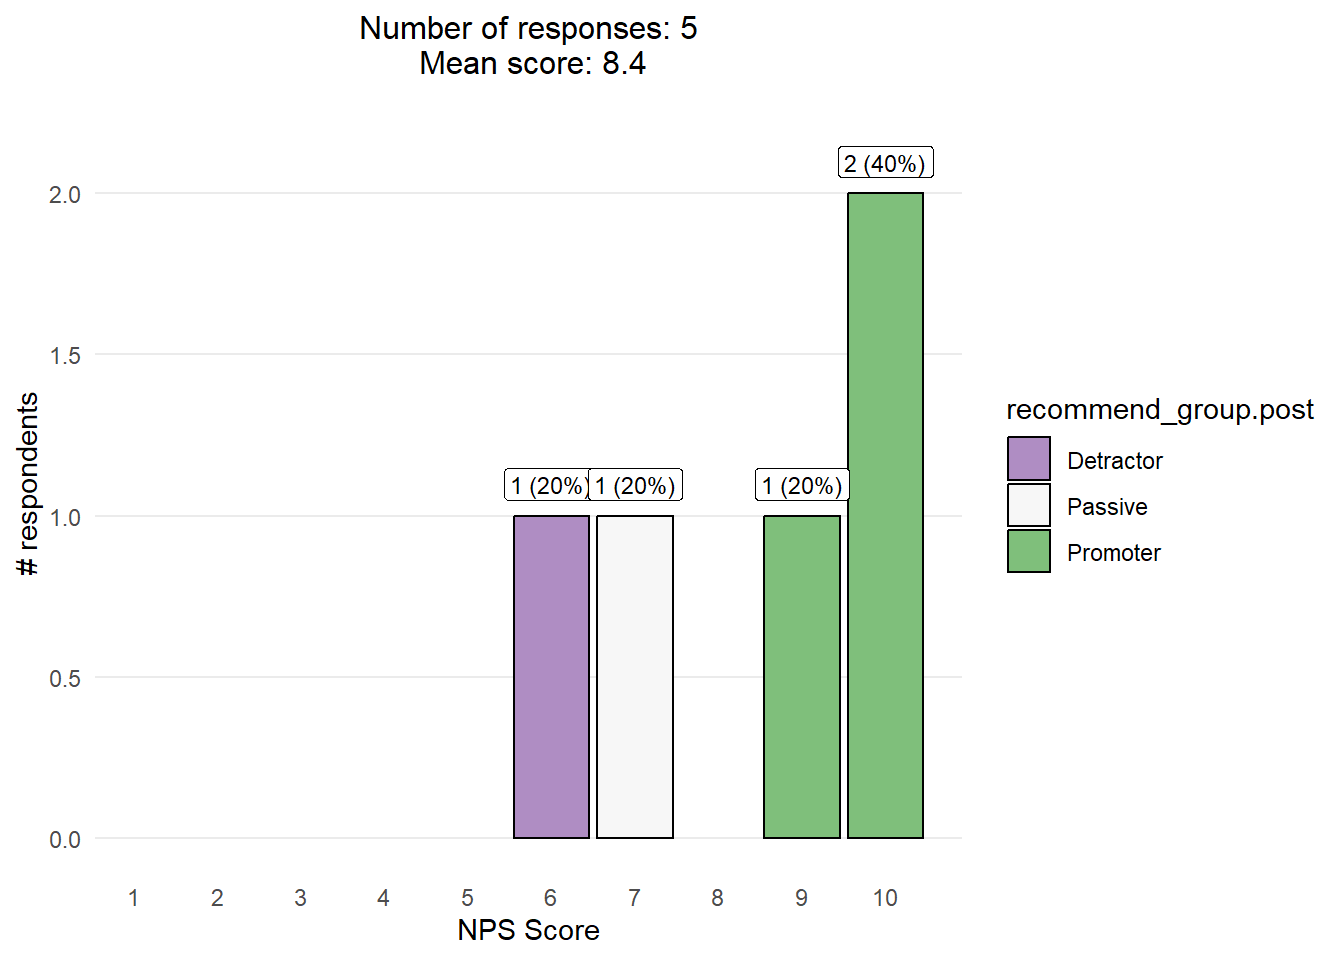 Number of responses: 5
Mean score: 8.4
2 (40%)
2.0
1.5
1 (20%)
1 (20%)
1 (20%)
1.0
0.5
0.0
# respondents
1 2 3 4 5 6 7 8 9 10
NPS Score
recommend_group.post
Detractor
Passive
Promoter